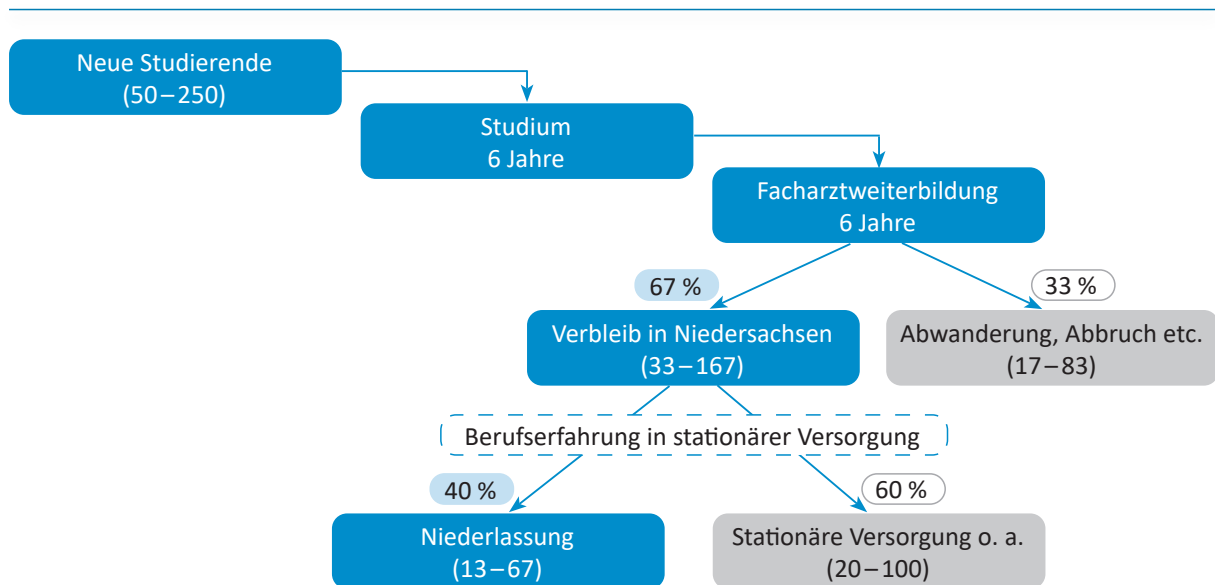 Neue Studierende
(50–250)
Studium
6 Jahre
Facharztweiterbildung
6 Jahre
67 %
33 %
Verbleib in Niedersachsen
(33–167)
Abwanderung, Abbruch etc.
(17–83)
Berufserfahrung in stationärer Versorgung
40 %
60 %
Niederlassung
(13–67)
Stationäre Versorgung o. a.
(20–100)